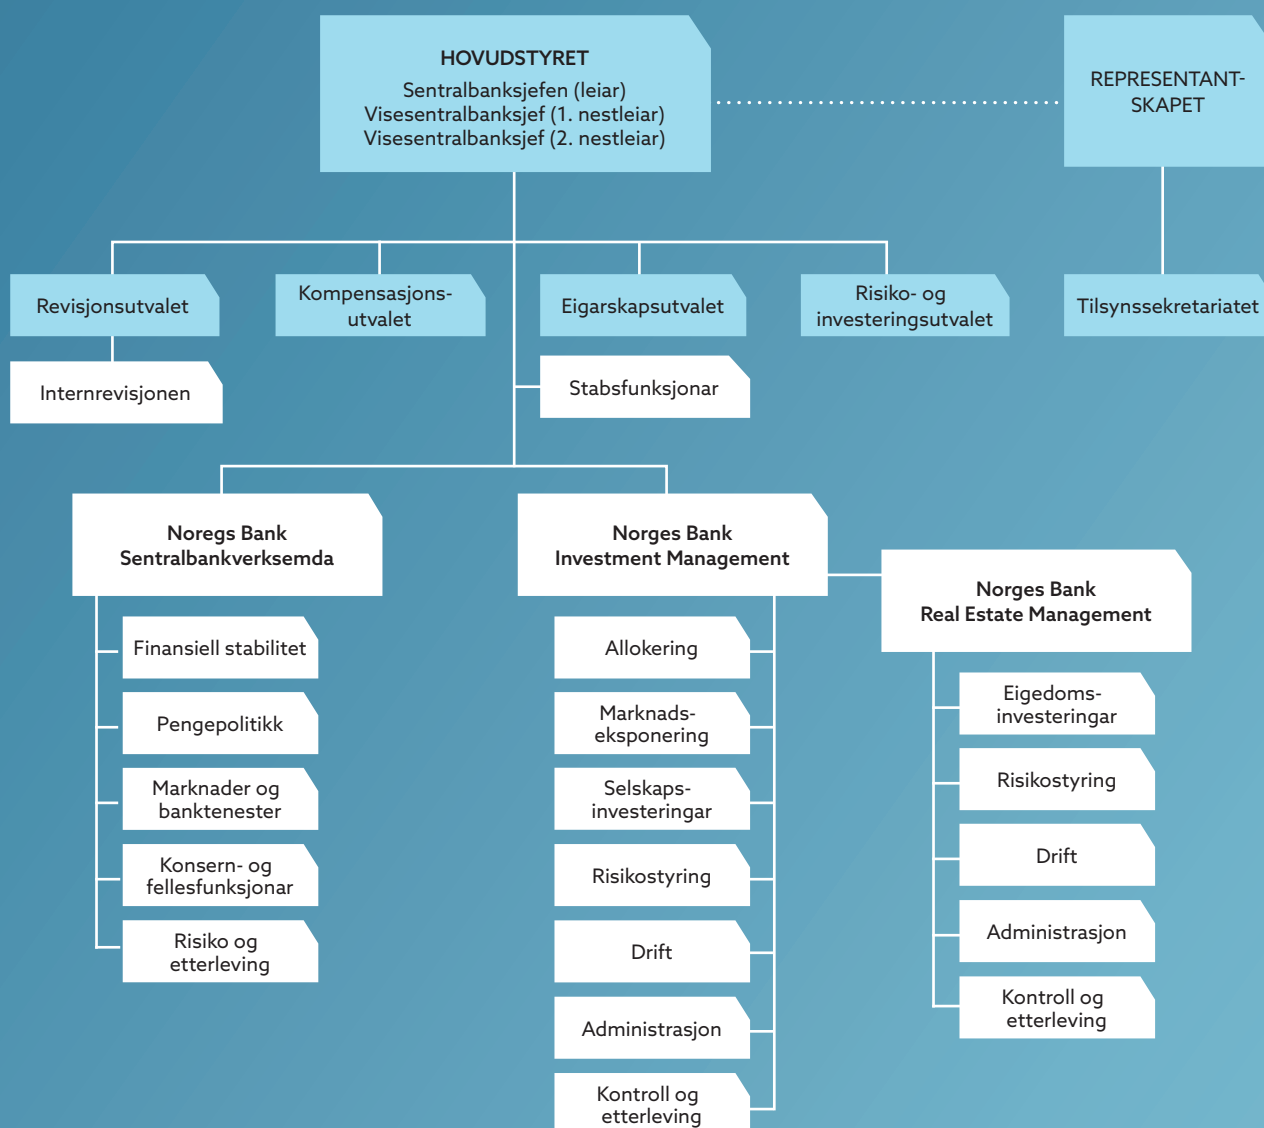 HOVUDSTYRET
Sentralbanksjefen (leiar)
Visesentralbanksjef (1. nestleiar)
Visesentralbanksjef (2. nestleiar)
REPRESENTANT-
SKAPET
Revisjonsutvalet
Kompensasjons-
utvalet
Eigarskapsutvalet
Risiko- og
investeringsutvalet
Tilsynssekretariatet
Internrevisjonen
Stabsfunksjonar
Noregs Bank
Sentralbankverksemda
Finansiell stabilitet
Pengepolitikk
Marknader og
banktenester
Konsern- og
fellesfunksjonar
Risiko og
etterleving
Norges Bank
Investment Management
Allokering
Marknads-
eksponering
Selskaps-
investeringar
Risikostyring
Drift
Administrasjon
Kontroll og
etterleving
Norges Bank
Real Estate Management
Eigedoms-
investeringar
Risikostyring
Drift
Administrasjon
Kontroll og
etterleving